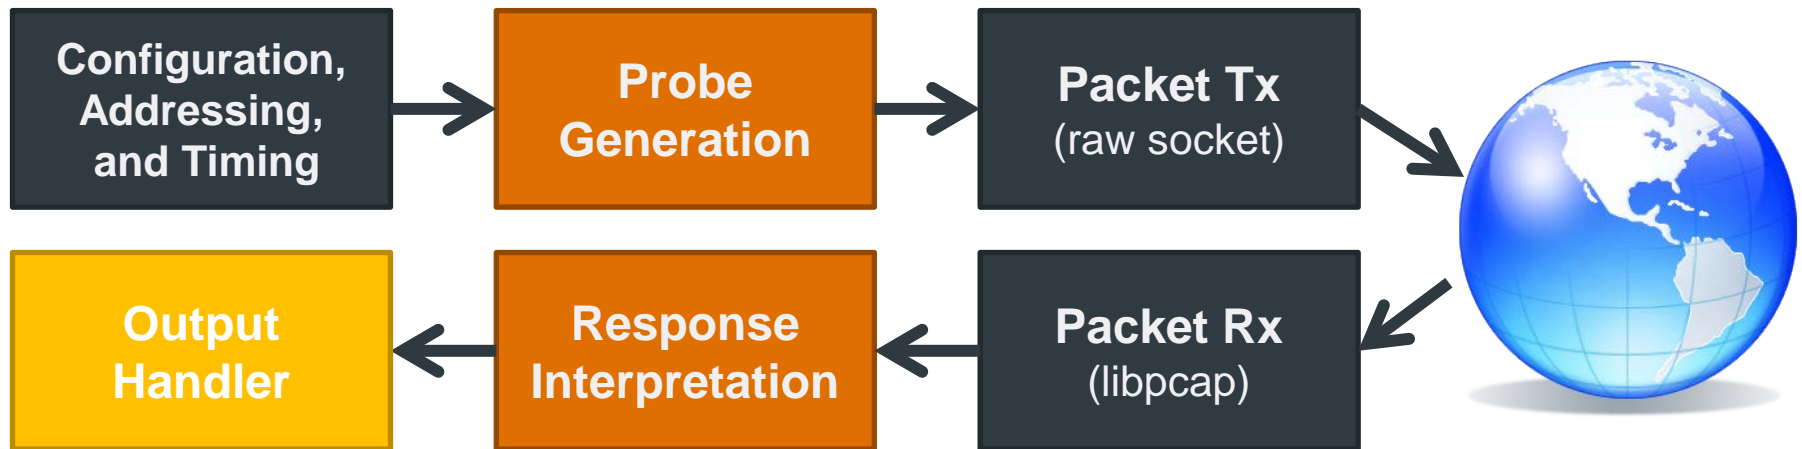 Configuration,
Addressing,
and Timing
Probe
Generation
Packet Tx
(raw socket)
Output
Handler
Response
Interpretation
Packet Rx
(libpcap)